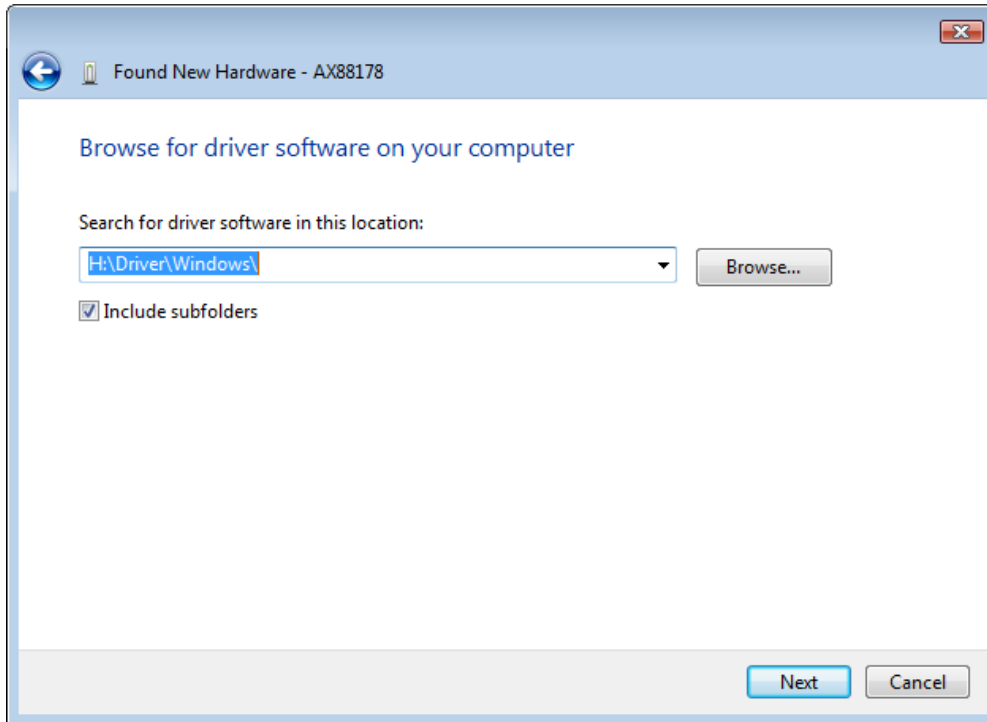 Found New Hardware - AX88178
Browse for driver software on your computer
Search for driver software in this location:
H:\Driver\Windows\
Browse...
Include subfolders
Next
Cancel